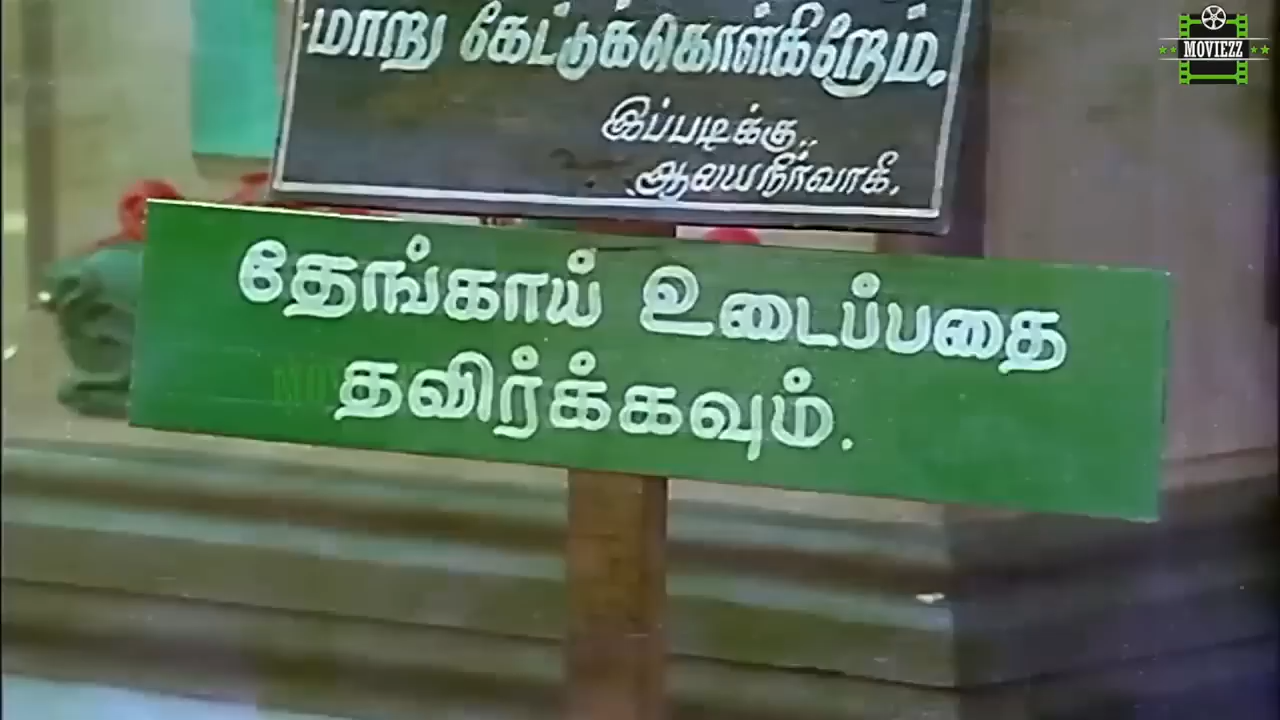 மாறு கேட்டுக்கொள்கிறோம்.
இப்படிக்கு,
ஆலயநிர்வாகி.
தேங்காய் உடைப்பதை
தவிர்க்கவும்.
MOVIEZZ